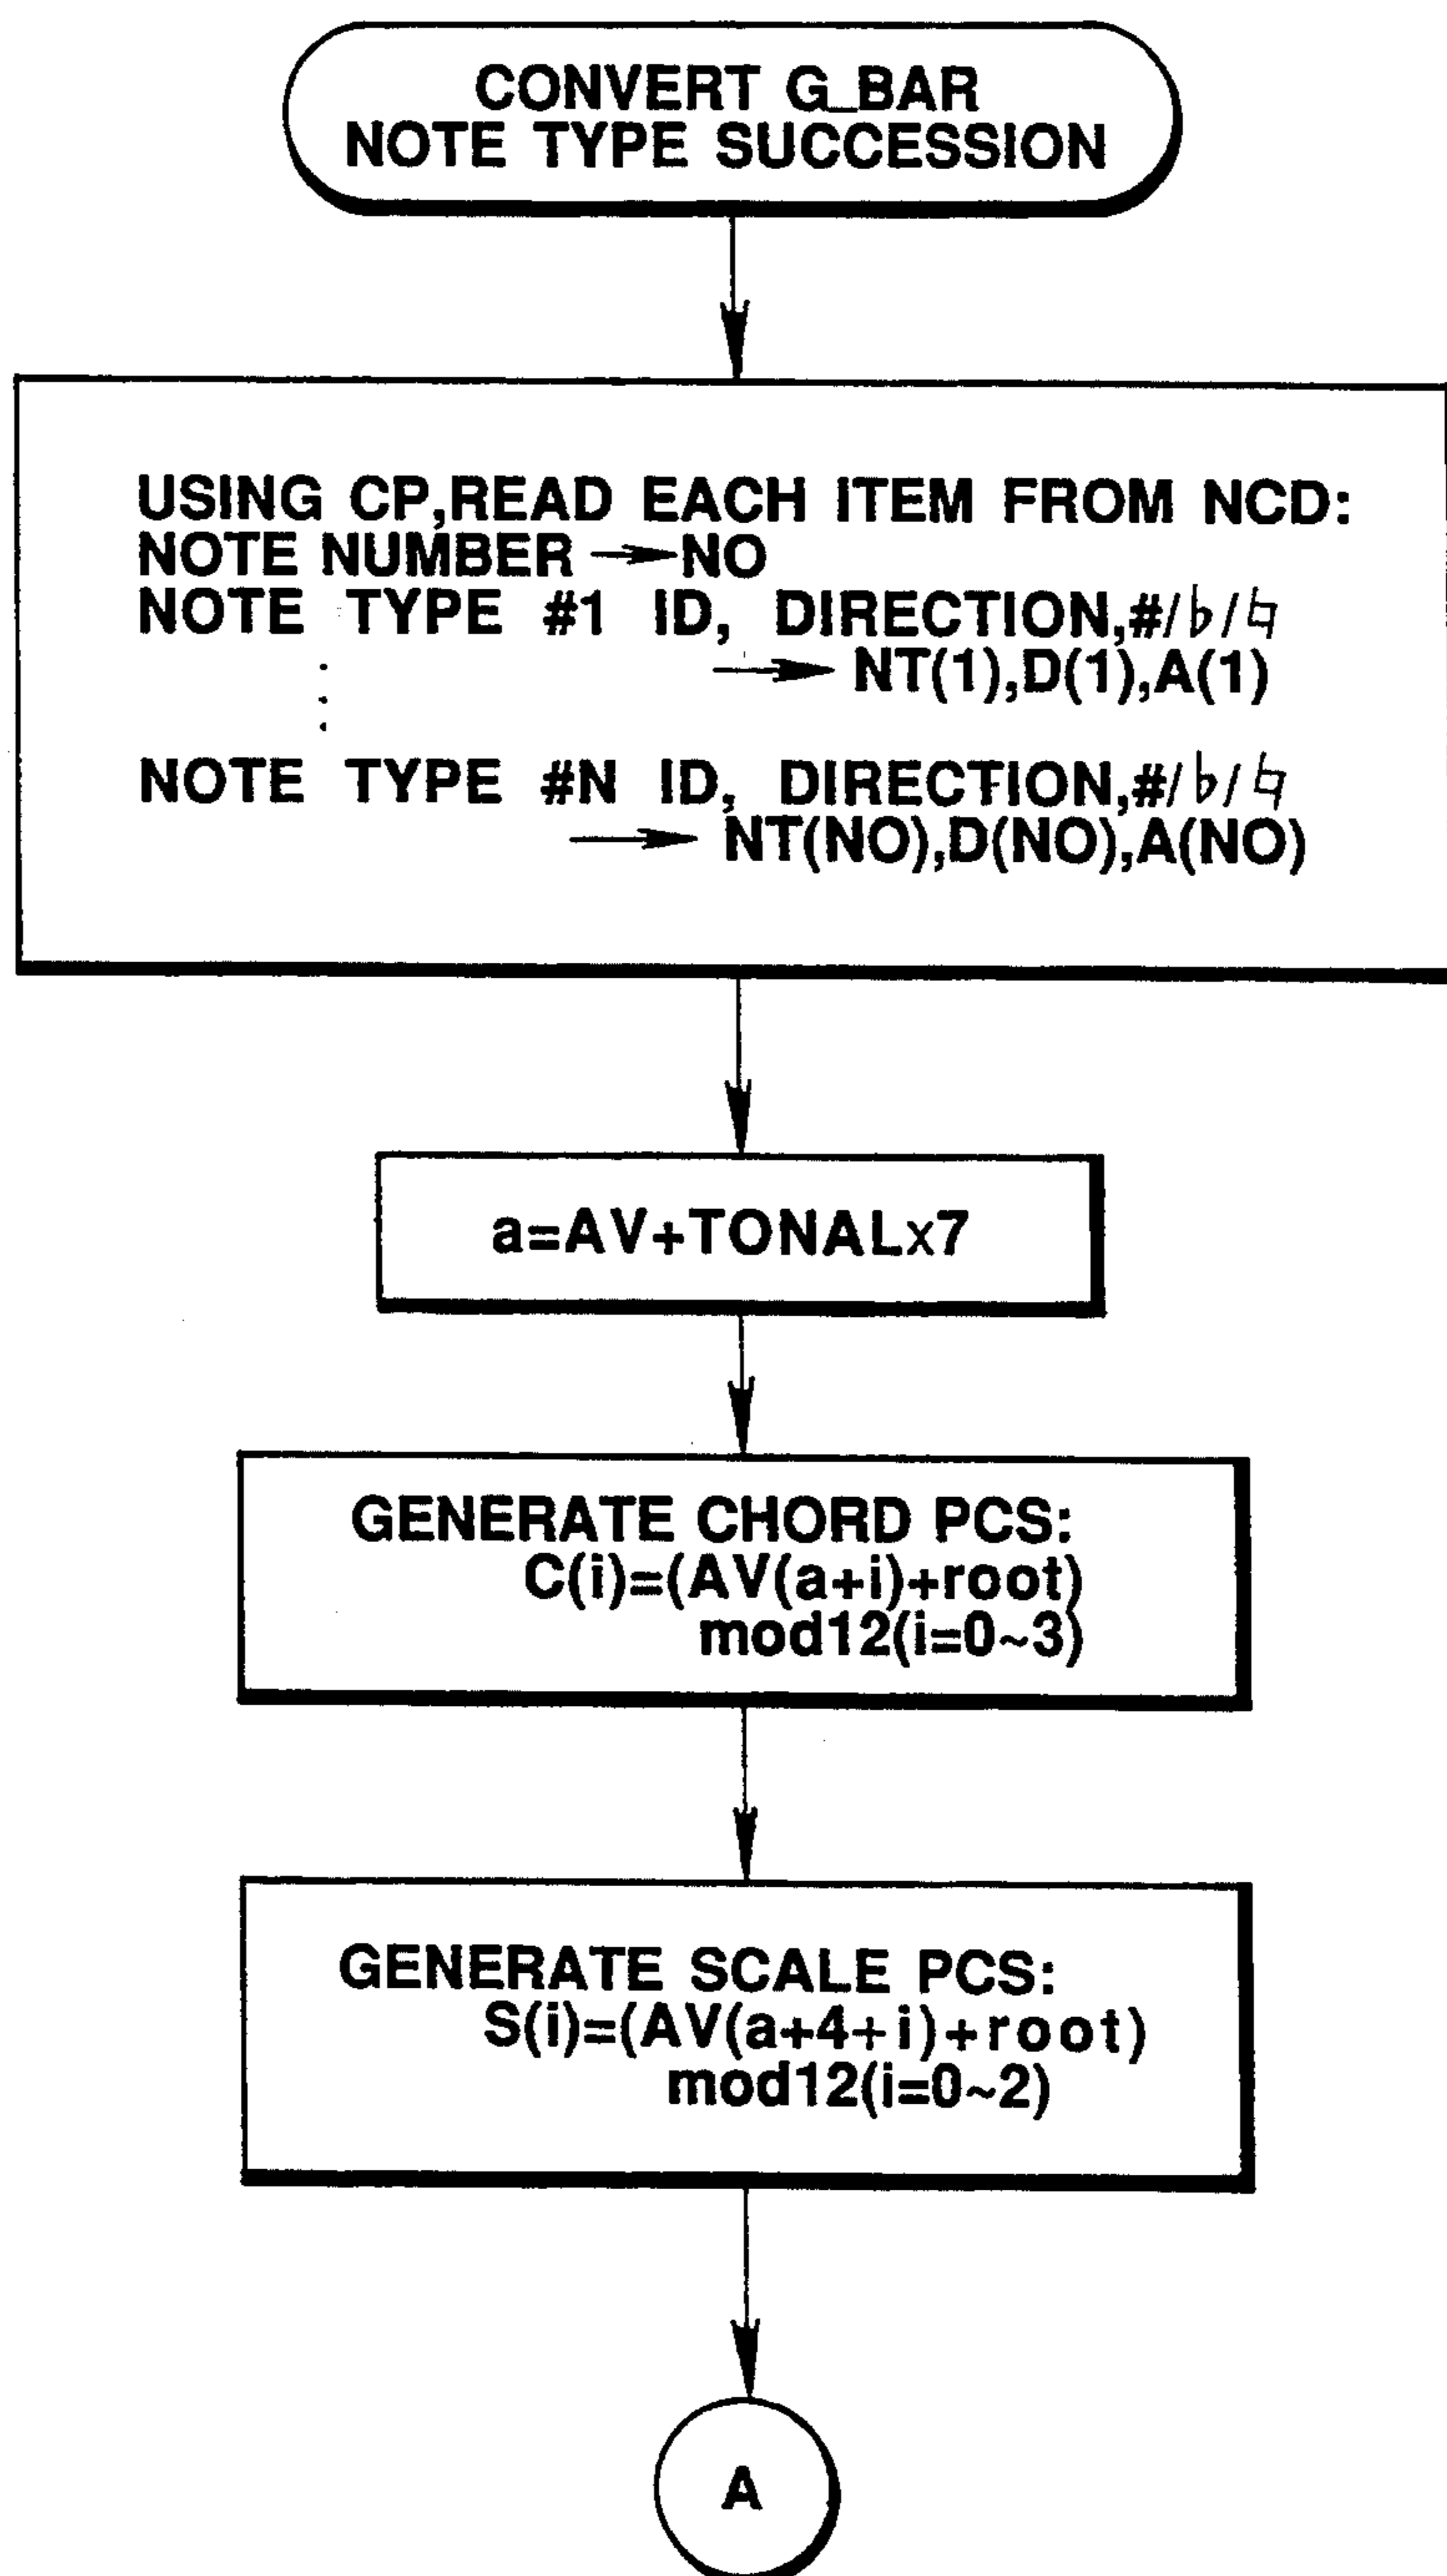 CONVERT G_BAR
NOTE TYPE SUCCESSION
USING CP,READ EACH ITEM FROM NCD:
NOTE NUMBER → NO
NOTE TYPE #1 ID, DIRECTION,#/♭/♮
→ NT(1),D(1),A(1)
⋮
NOTE TYPE #N ID, DIRECTION,#/♭/♮
→ NT(NO),D(NO),A(NO)
a=AV+TONAL×7
GENERATE CHORD PCS:
C(i)=(AV(a+i)+root)
mod12(i=0~3)
GENERATE SCALE PCS:
S(i)=(AV(a+4+i)+root)
mod12(i=0~2)
A